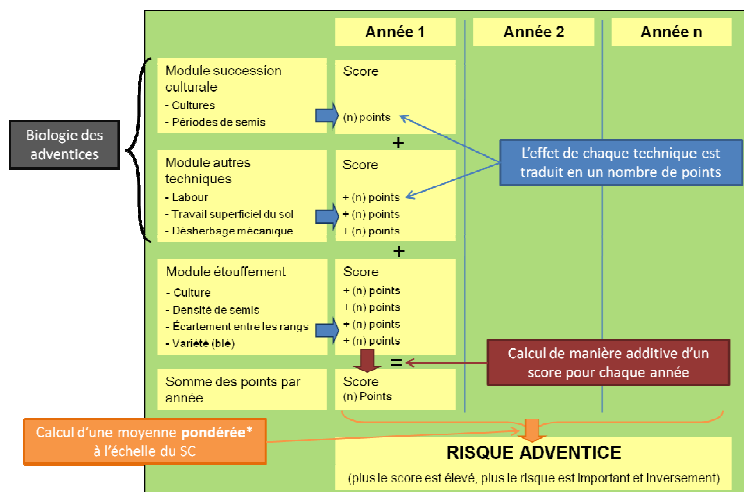 Année 1
Année 2
Année n
Module succession
culturale
- Cultures
- Périodes de semis
Score
(n) points
+
Biologie des
adventices
L'effet de chaque technique est
traduit en un nombre de points
Module autres
techniques
- Labour
- Travail superficiel du sol
- Désherbage mécanique
Score
+ (n) points
+ (n) points
+ (n) points
+
Module étouffement
- Culture
- Densité de semis
- Écartement entre les rangs
- Variété (blé)
Score
+ (n) points
+ (n) points
+ (n) points
+ (n) points
=
Calcul de manière additive d'un
score pour chaque année
Somme des points par
année
Score
(n) Points
Calcul d'une moyenne pondérée*
à l'échelle du SC
RISQUE ADVENTICE
(plus le score est élevé, plus le risque est Important et Inversement)